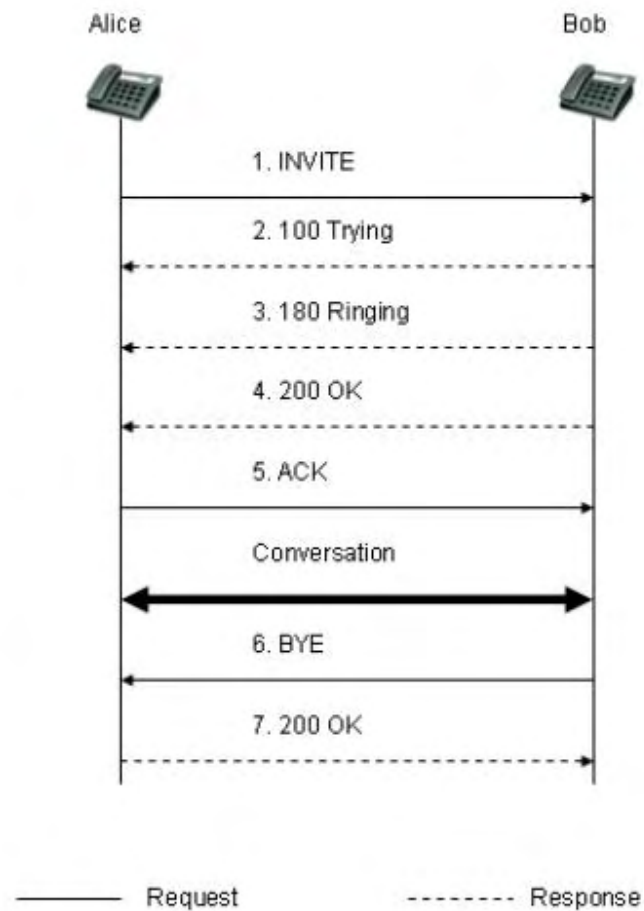 Alice
Bob
1. INVITE
2. 100 Trying
3. 180 Ringing
4. 200 OK
5. ACK
Conversation
6. BYE
7. 200 OK
Request
Response